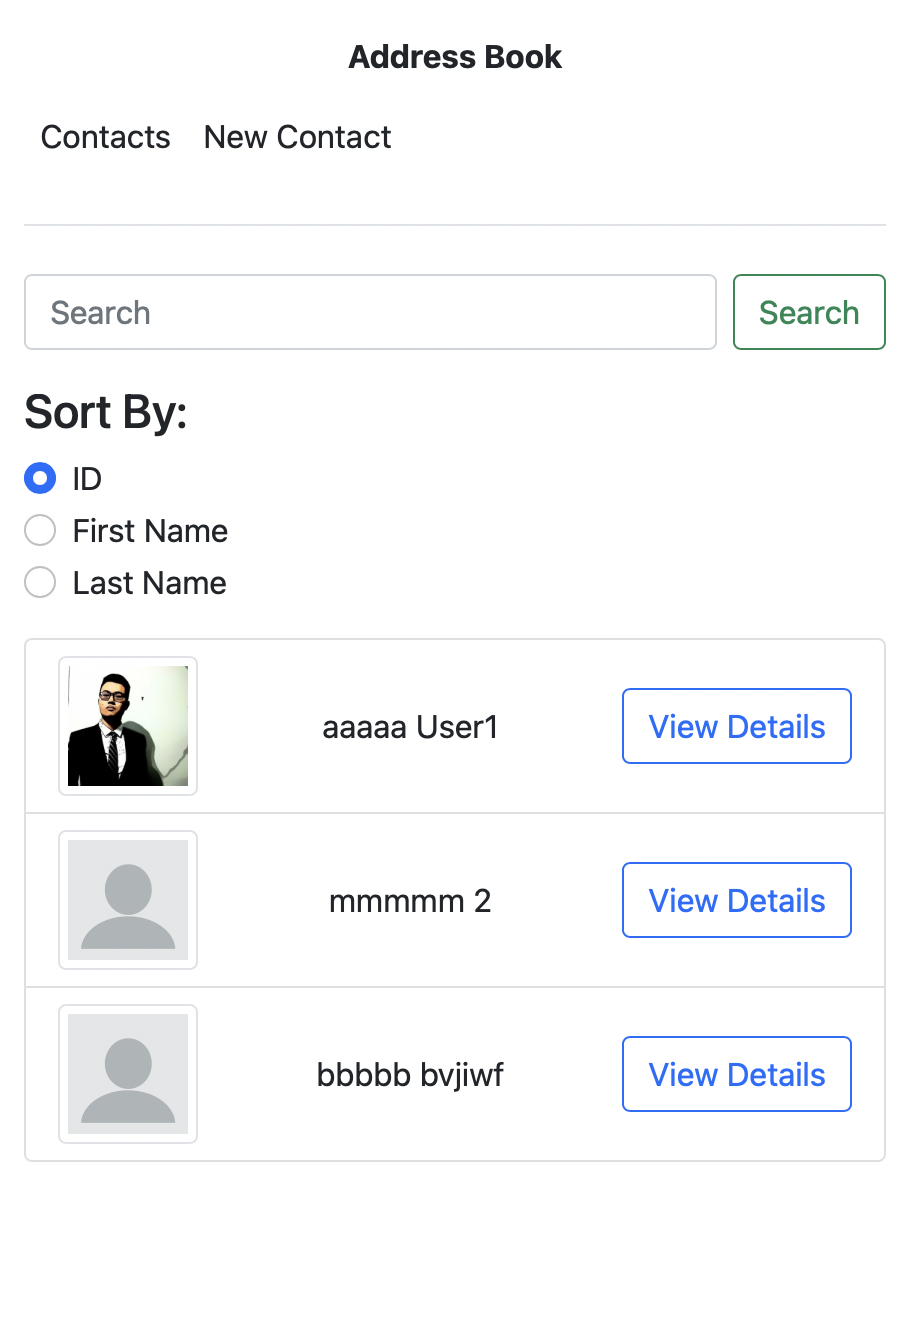 Address Book
Contacts New Contact
Search Search
Sort By:
ID
First Name
Last Name
aaaaa User1 View Details
mmmmm 2 View Details
bbbbb bvjiwf View Details